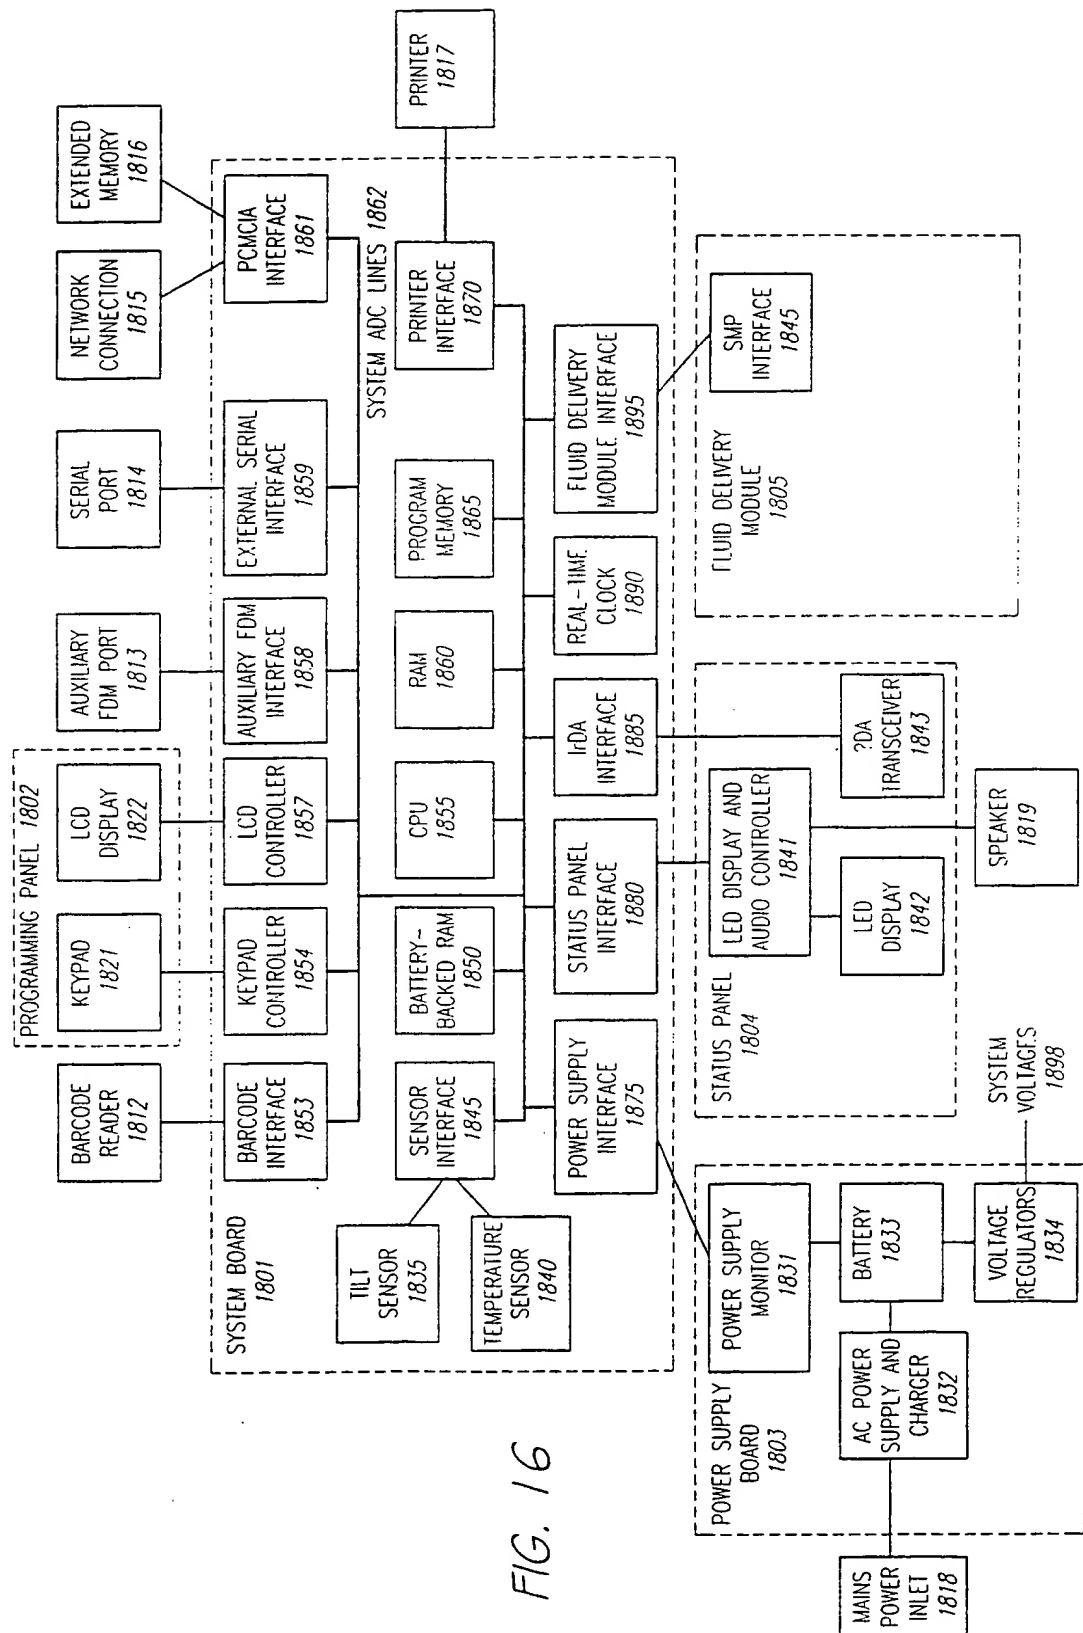 PROGRAMMING PANEL 1802
BARCODE
READER
1812
KEYPAD
1821
LCD
DISPLAY
1822
AUXILIARY
FDM PORT
1813
SERIAL
PORT
1814
NETWORK
CONNECTION
1815
EXTENDED
MEMORY
1816
SYSTEM BOARD
1801
BARCODE
INTERFACE
1853
KEYPAD
CONTROLLER
1854
LCD
CONTROLLER
1857
AUXILIARY FDM
INTERFACE
1858
EXTERNAL SERIAL
INTERFACE
1859
PCMCIA
INTERFACE
1861
SYSTEM ADC LINES 1862
TILT
SENSOR
1835
TEMPERATURE
SENSOR
1840
SENSOR
INTERFACE
1845
BATTERY-
BACKED RAM
1850
CPU
1855
RAM
1860
PROGRAM
MEMORY
1865
PRINTER
INTERFACE
1870
PRINTER
1817
POWER SUPPLY
INTERFACE
1875
STATUS PANEL
INTERFACE
1880
IrDA
INTERFACE
1885
REAL-TIME
CLOCK
1890
FLUID DELIVERY
MODULE INTERFACE
1895
POWER SUPPLY
BOARD
1803
POWER SUPPLY
MONITOR
1831
MAINS
POWER
INLET
1818
AC POWER
SUPPLY AND
CHARGER
1832
BATTERY
1833
VOLTAGE
REGULATORS
1834
SYSTEM
VOLTAGES
1898
STATUS PANEL
1804
LED DISPLAY AND
AUDIO CONTROLLER
1841
LED
DISPLAY
1842
?DA
TRANSCEIVER
1843
SPEAKER
1819
FLUID DELIVERY
MODULE
1805
SMP
INTERFACE
1845
FIG. 16